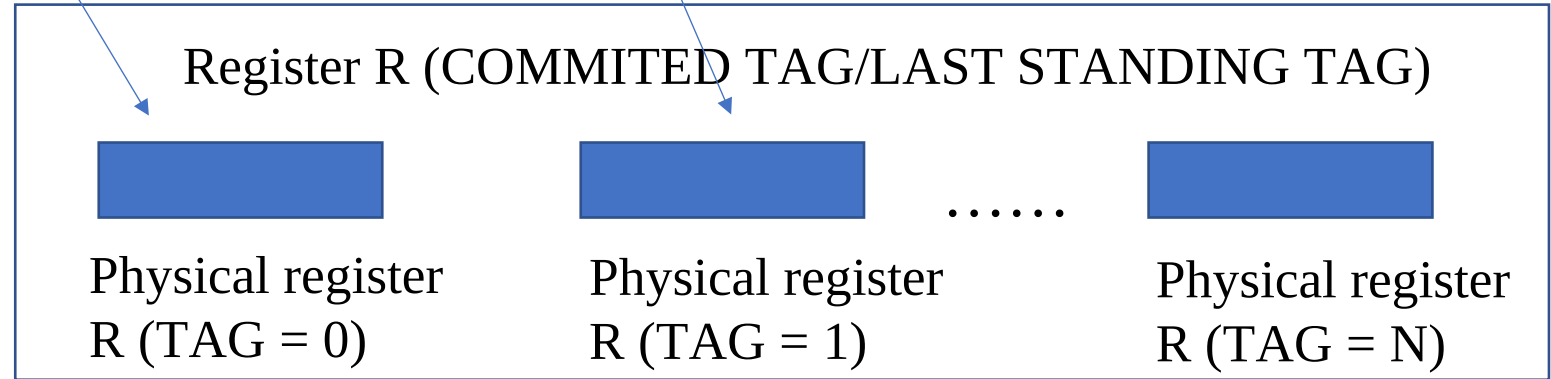 Register R (COMMITED TAG/LAST STANDING TAG)
......
Physical register
R (TAG = 0)
Physical register
R (TAG = 1)
Physical register
R (TAG = N)